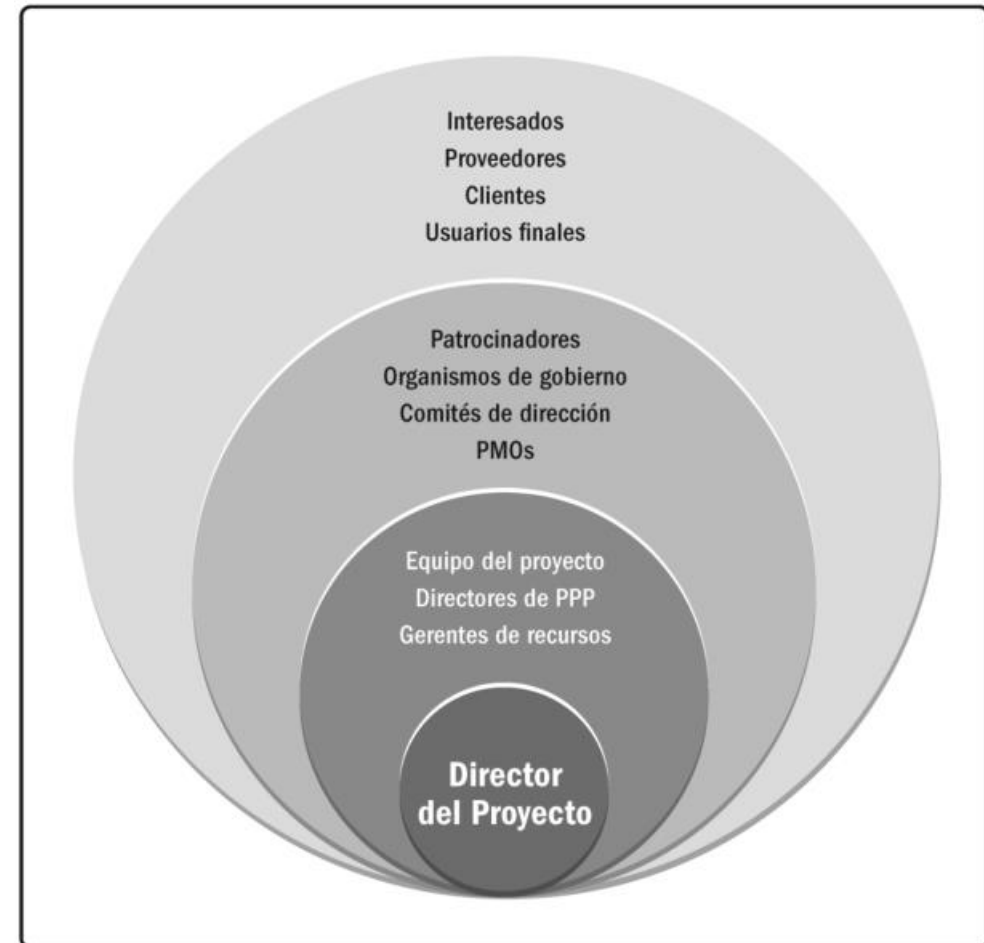 Interesados
Proveedores
Clientes
Usuarios finales
Patrocinadores
Organismos de gobierno
Comités de dirección
PMOs
Equipo del proyecto
Directores de PPP
Gerentes de recursos
Director
del Proyecto